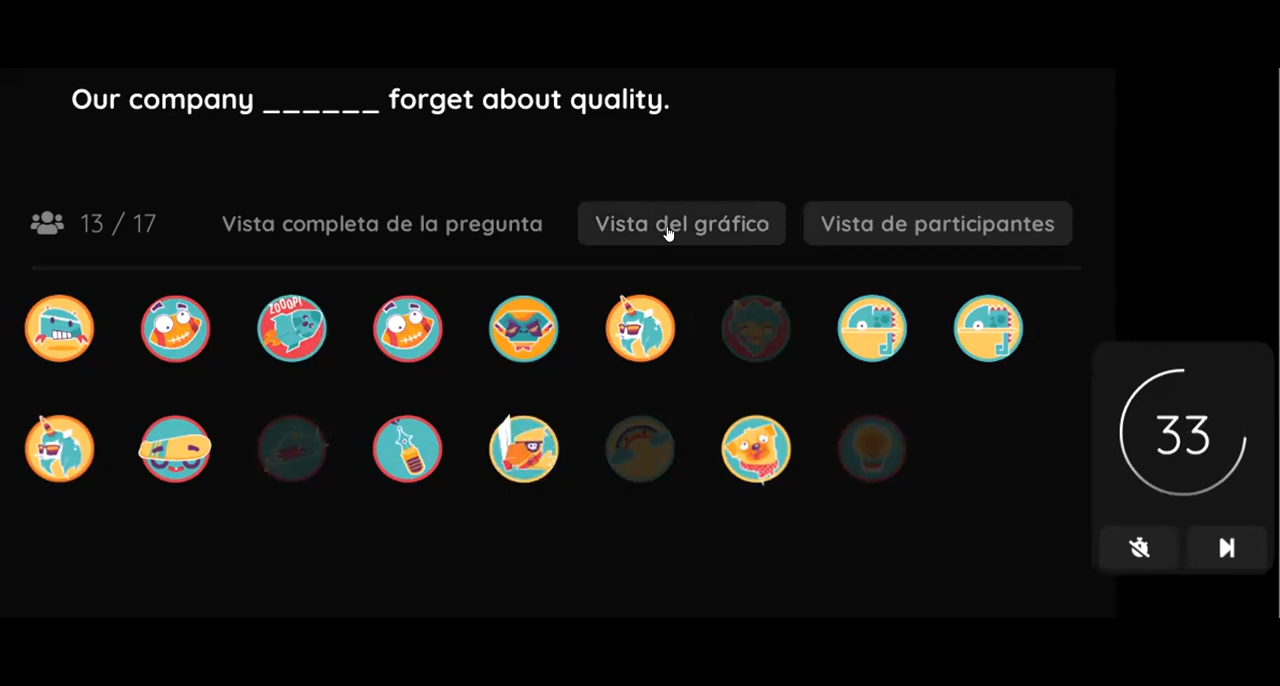 Our company ______ forget about quality.
13 / 17 Vista completa de la pregunta Vista del gráfico Vista de participantes
ZOOOP!
33